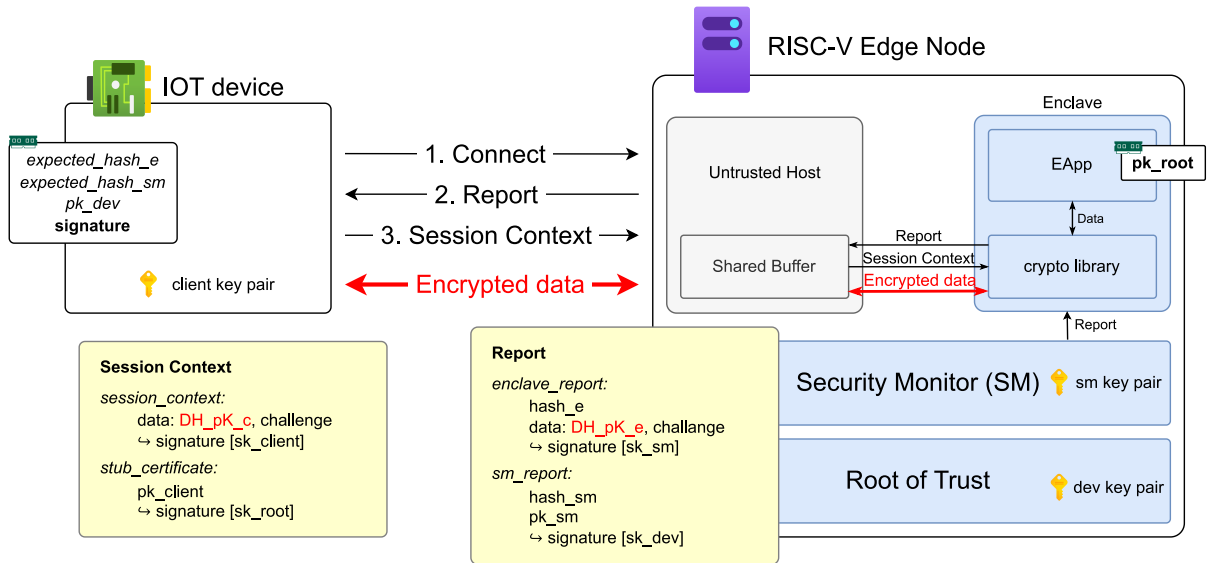 RISC-V Edge Node
IOT device
expected_hash_e
expected_hash_sm
pk_dev
signature
client key pair
1. Connect
2. Report
3. Session Context
Encrypted data
Untrusted Host
Shared Buffer
Enclave
EApp
pk_root
Data
Report
Session Context
Encrypted data
crypto library
Report
Security Monitor (SM)
sm key pair
Root of Trust
dev key pair
Session Context
session_context:
data: DH_pK_c, challenge
↪ signature [sk_client]
stub_certificate:
pk_client
↪ signature [sk_root]
Report
enclave_report:
hash_e
data: DH_pK_e, challange
↪ signature [sk_sm]
sm_report:
hash_sm
pk_sm
↪ signature [sk_dev]